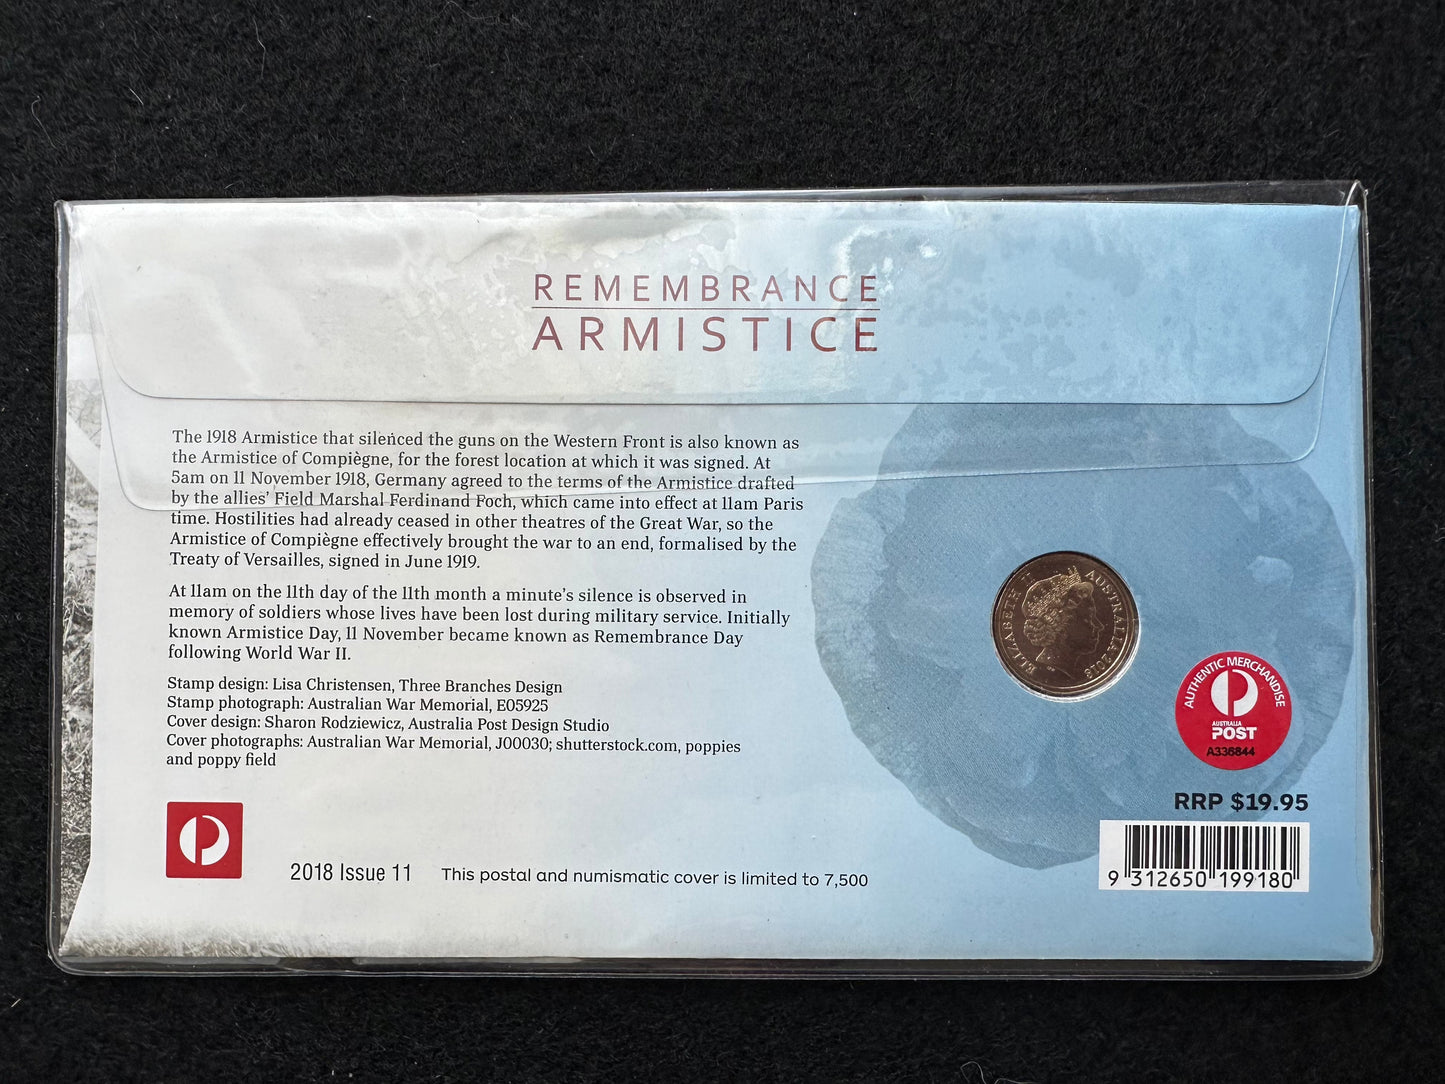 REMEMBRANCE
ARMISTICE
The 1918 Armistice that silenced the guns on the Western Front is also known as
the Armistice of Compiègne, for the forest location at which it was signed. At
5am on 11 November 1918, Germany agreed to the terms of the Armistice drafted
by the allies' Field Marshal Ferdinand Foch, which came into effect at 11am Paris
time. Hostilities had already ceased in other theatres of the Great War, so the
Armistice of Compiègne effectively brought the war to an end, formalised by the
Treaty of Versailles, signed in June 1919.
At 11am on the 11th day of the 11th month a minute's silence is observed in
memory of soldiers whose lives have been lost during military service. Initially
known Armistice Day, 11 November became known as Remembrance Day
following World War II.
Stamp design: Lisa Christensen, Three Branches Design
Stamp photograph: Australian War Memorial, E05925
Cover design: Sharon Rodziewicz, Australia Post Design Studio
Cover photographs: Australian War Memorial, J00030; shutterstock.com, poppies
and poppy field
2018 Issue 11
This postal and numismatic cover is limited to 7,500
ELIZABETH II AUSTRALIA 2018
AUTHENTIC MERCHANDISE
AUSTRALIA
POST
A336844
RRP $19.95
9 312650 199180